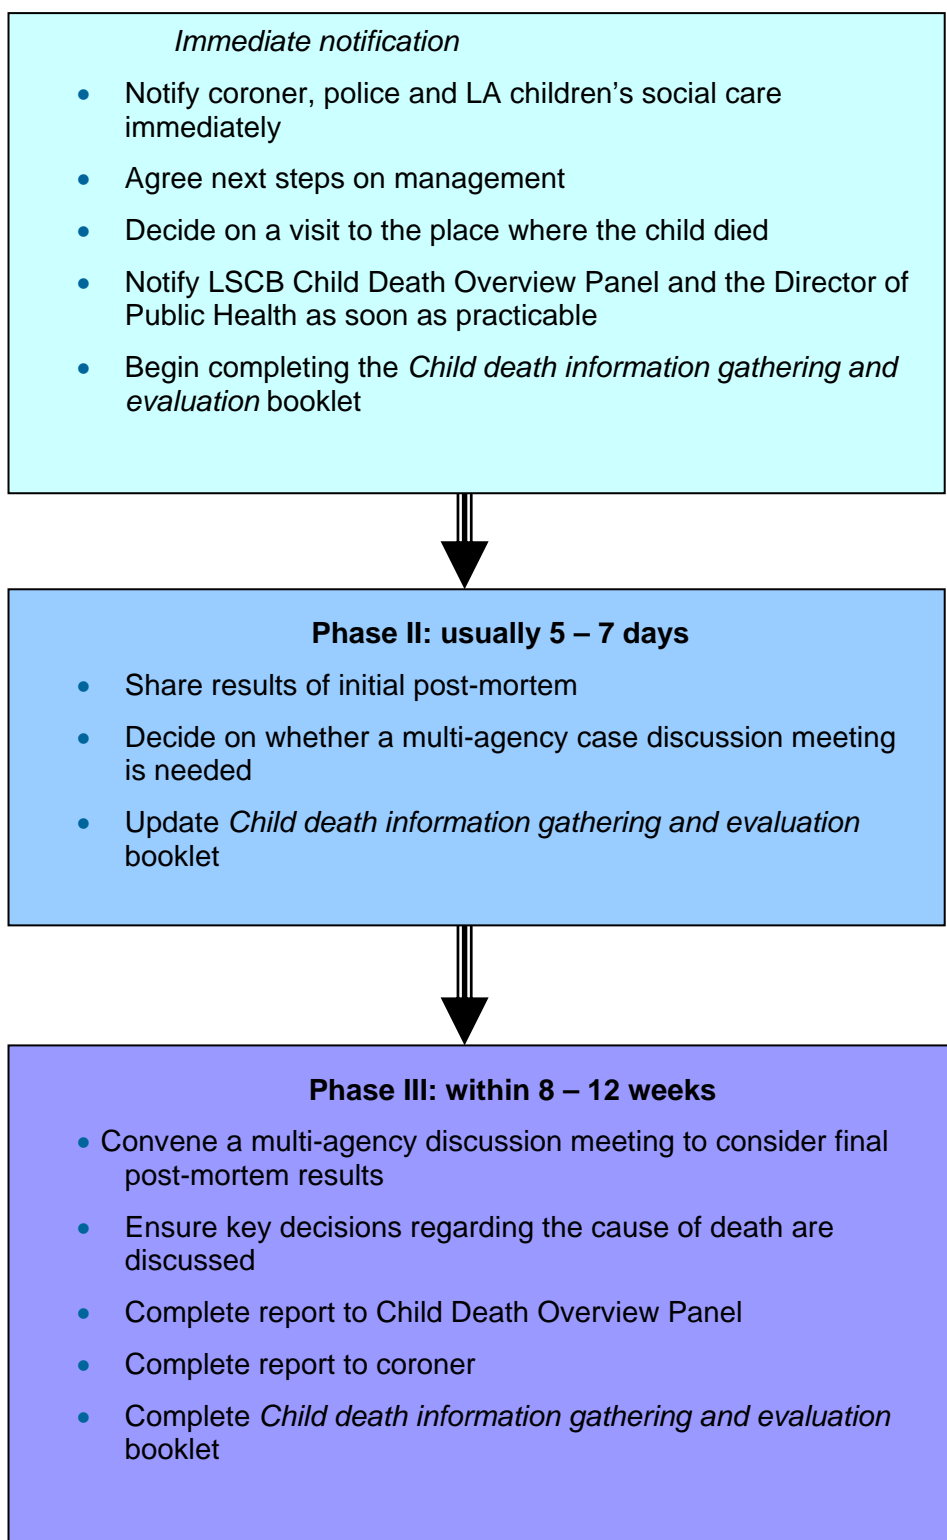 Immediate notification
• Notify coroner, police and LA children's social care
immediately
• Agree next steps on management
• Decide on a visit to the place where the child died
• Notify LSCB Child Death Overview Panel and the Director of
Public Health as soon as practicable
• Begin completing the Child death information gathering and
evaluation booklet
Phase II: usually 5 – 7 days
• Share results of initial post-mortem
• Decide on whether a multi-agency case discussion meeting
is needed
• Update Child death information gathering and evaluation
booklet
Phase III: within 8 – 12 weeks
• Convene a multi-agency discussion meeting to consider final
post-mortem results
• Ensure key decisions regarding the cause of death are
discussed
• Complete report to Child Death Overview Panel
• Complete report to coroner
• Complete Child death information gathering and evaluation
booklet